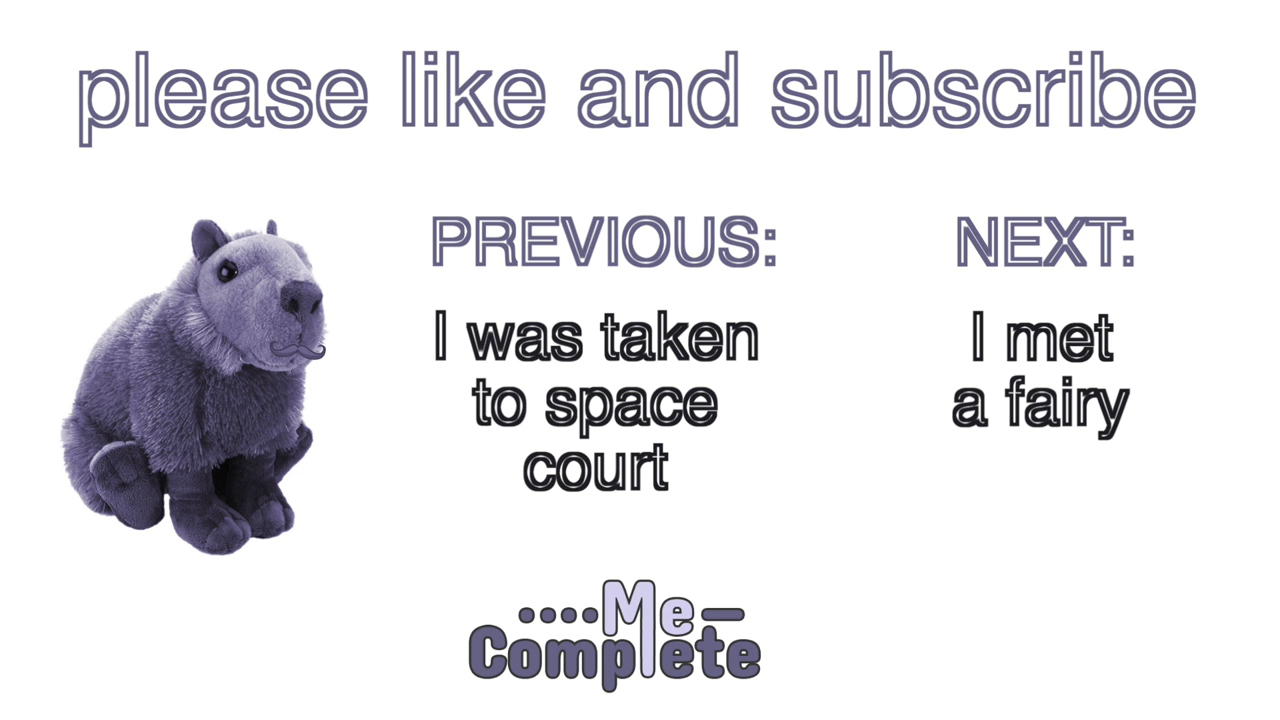 please like and subscribe
PREVIOUS:
I was taken
to space
court
NEXT:
I met
a fairy
Me
Complete